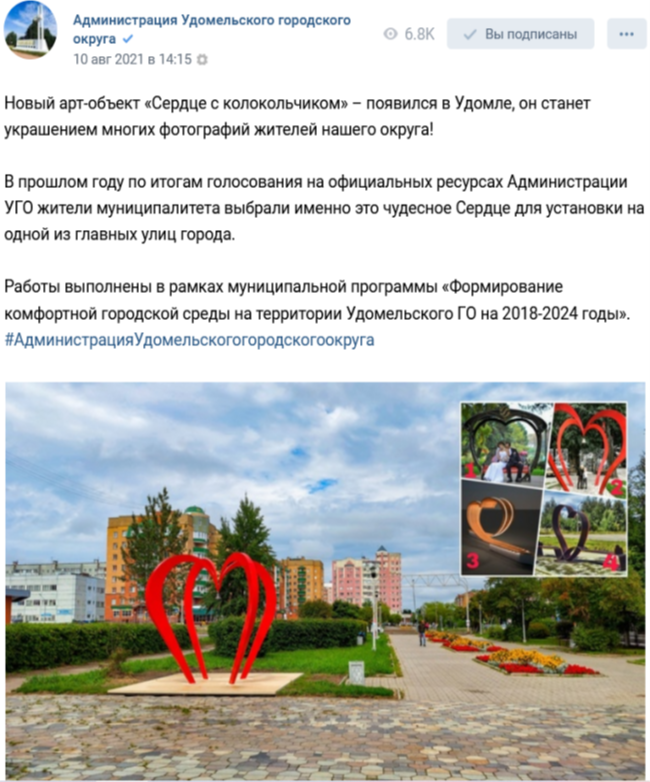 Администрация Удомельского городского
округа
6.8K
Вы подписаны
10 авг 2021 в 14:15
Новый арт-объект «Сердце с колокольчиком» – появился в Удомле, он станет
украшением многих фотографий жителей нашего округа!
В прошлом году по итогам голосования на официальных ресурсах Администрации
УГО жители муниципалитета выбрали именно это чудесное Сердце для установки на
одной из главных улиц города.
Работы выполнены в рамках муниципальной программы «Формирование
комфортной городской среды на территории Удомельского ГО на 2018-2024 годы».
#АдминистрацияУдомельскогогородскогоокруга
1 2
3 4